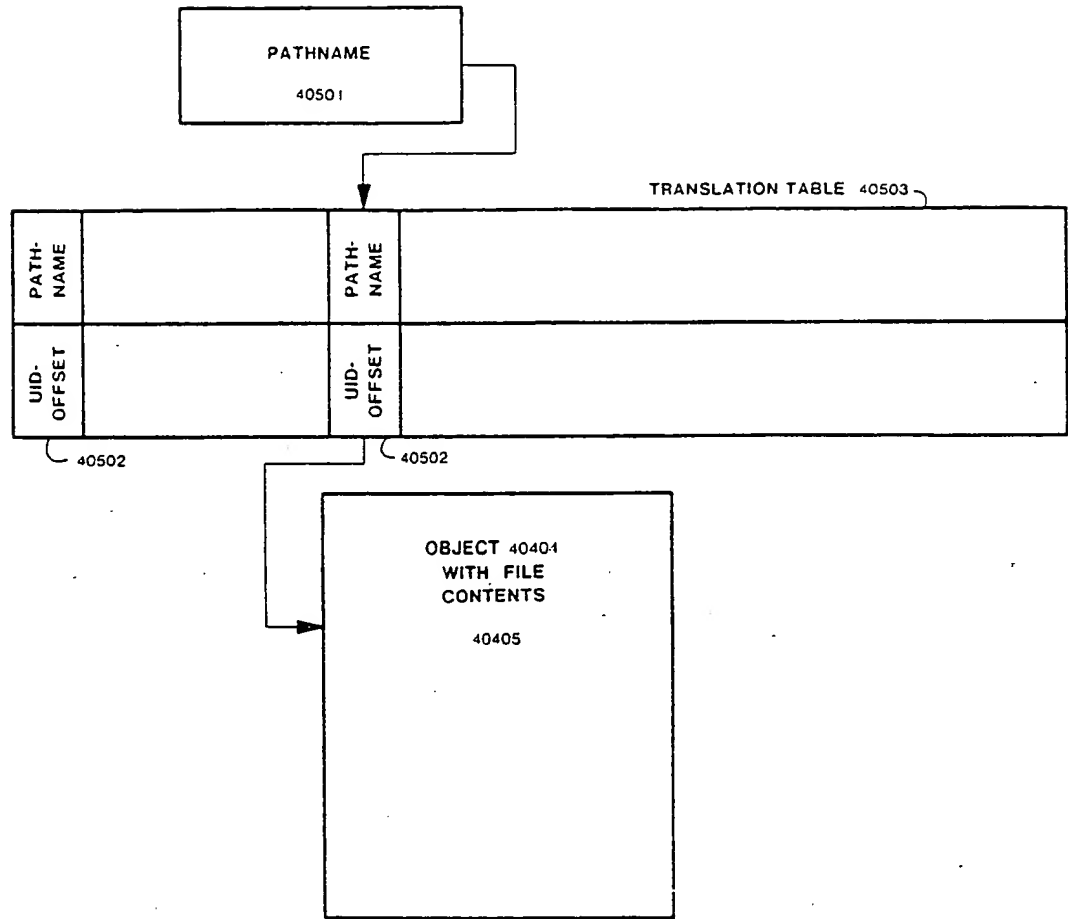 PATHNAME
40501
TRANSLATION TABLE 40503
PATH-
NAME
PATH-
NAME
UID-
OFFSET
UID-
OFFSET
40502
40502
OBJECT 40404
WITH FILE
CONTENTS
40405